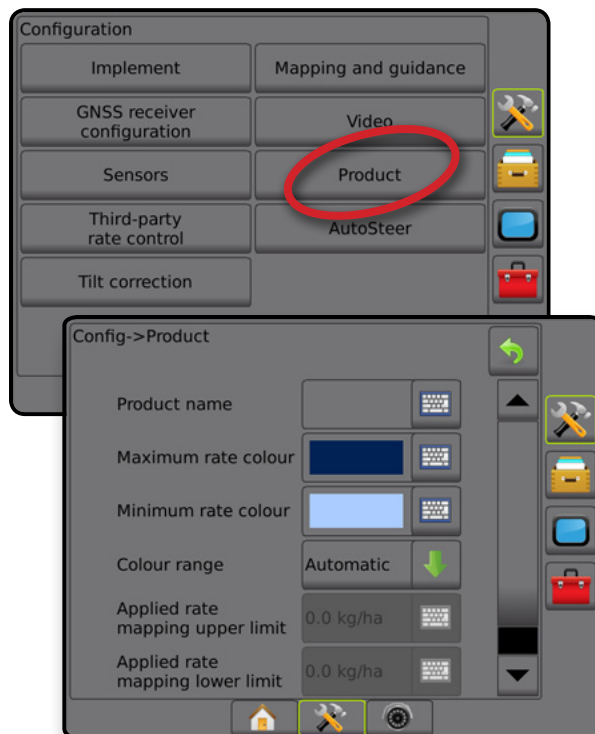 Configuration
Implement
Mapping and guidance
GNSS receiver
configuration
Video
Sensors
Product
Third-party
rate control
AutoSteer
Tilt correction
Config->Product
Product name
Maximum rate colour
Minimum rate colour
Colour range
Automatic
Applied rate
mapping upper limit
0.0 kg/ha
Applied rate
mapping lower limit
0.0 kg/ha